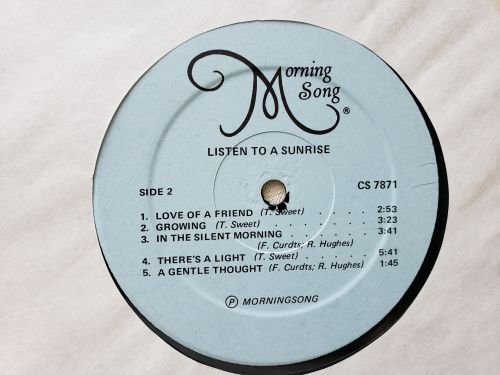 Morning
Song ®
LISTEN TO A SUNRISE
SIDE 2 CS 7871
1. LOVE OF A FRIEND (T. Sweet) . . . . . 2:53
2. GROWING (T. Sweet) . . . . . . . 3:23
3. IN THE SILENT MORNING . . . . . . . 3:41
(F. Curdts; R. Hughes)
4. THERE'S A LIGHT (T. Sweet) . . . . . 5:41
5. A GENTLE THOUGHT (F. Curdts; R. Hughes) 1:45
Ⓟ MORNINGSONG